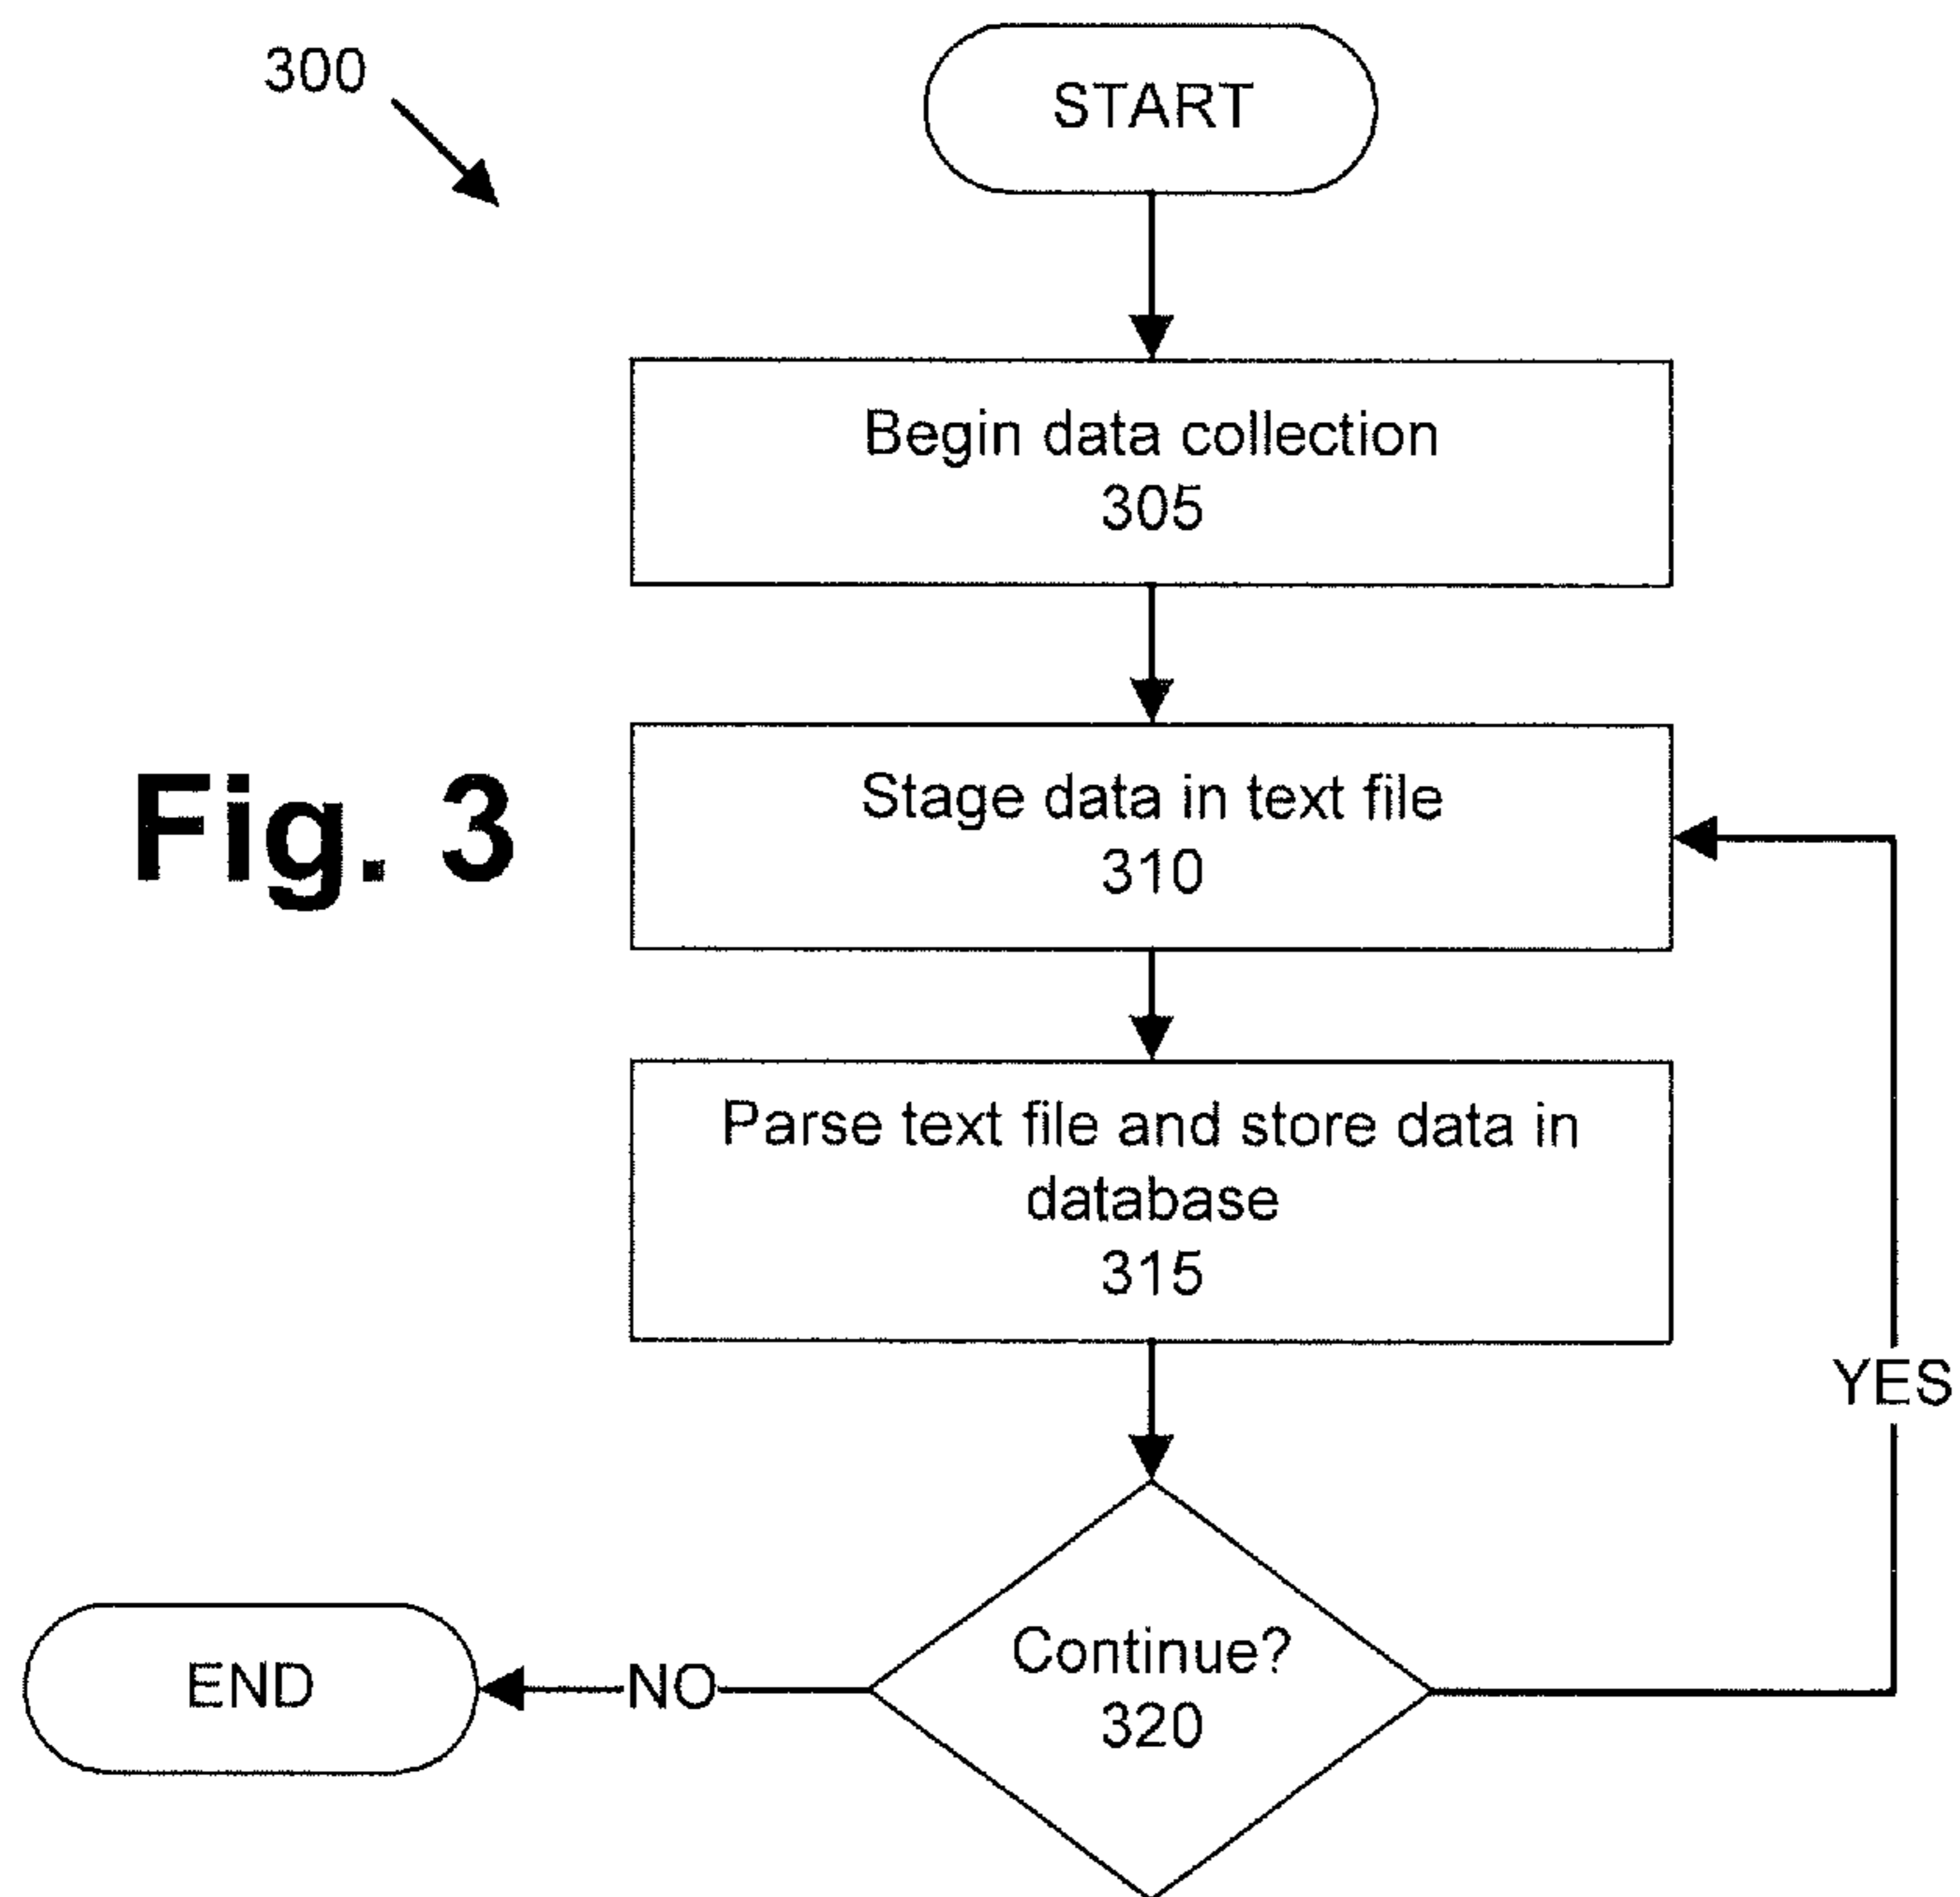 300
START
Begin data collection
305
Fig. 3
Stage data in text file
310
Parse text file and store data in
database
315
YES
Continue?
320
NO
END